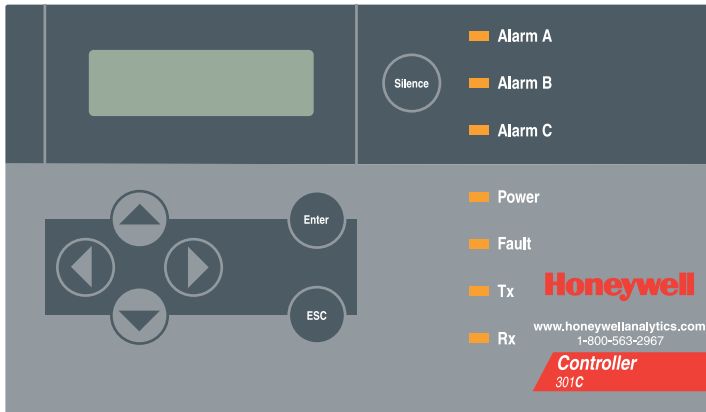 Alarm A
Silence
Alarm B
Alarm C
Power
Enter
Fault
Tx
Honeywell
ESC
www.honeywellanalytics.com
Rx
1-800-563-2967
Controller
301C